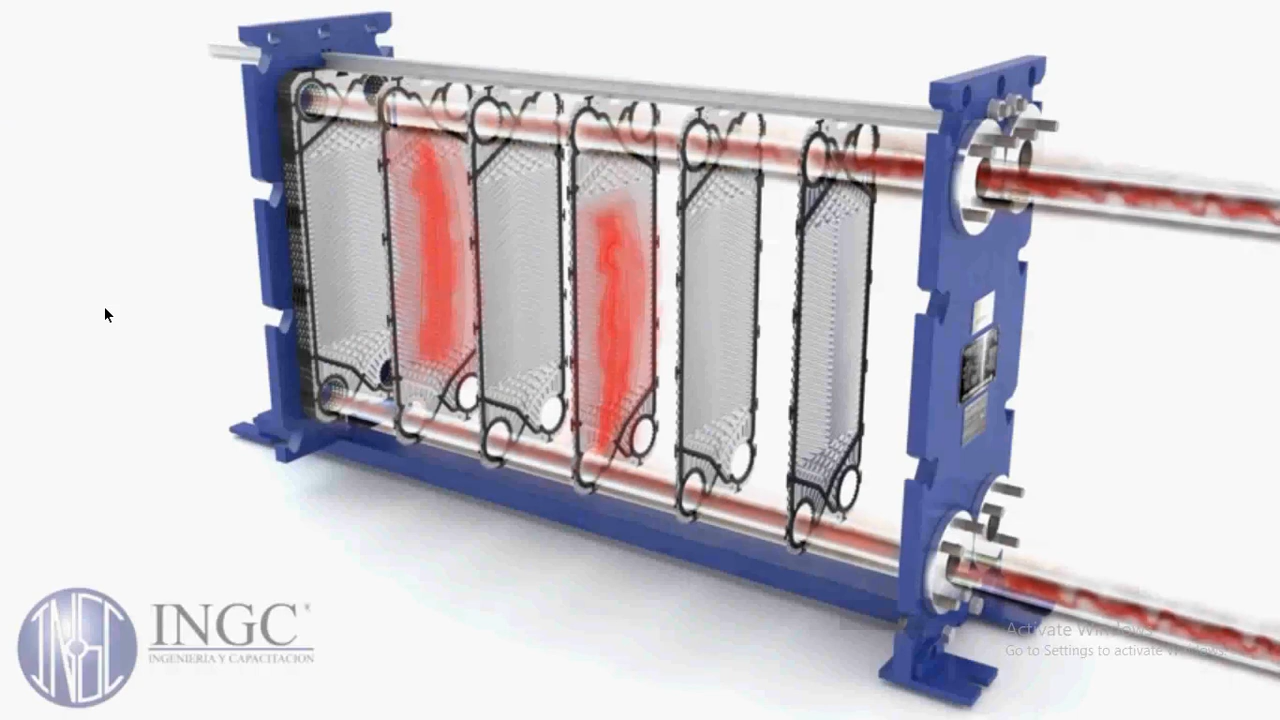 INGC
INGENIERIA Y CAPACITACION
Activate Windows
Go to Settings to activate Windows.